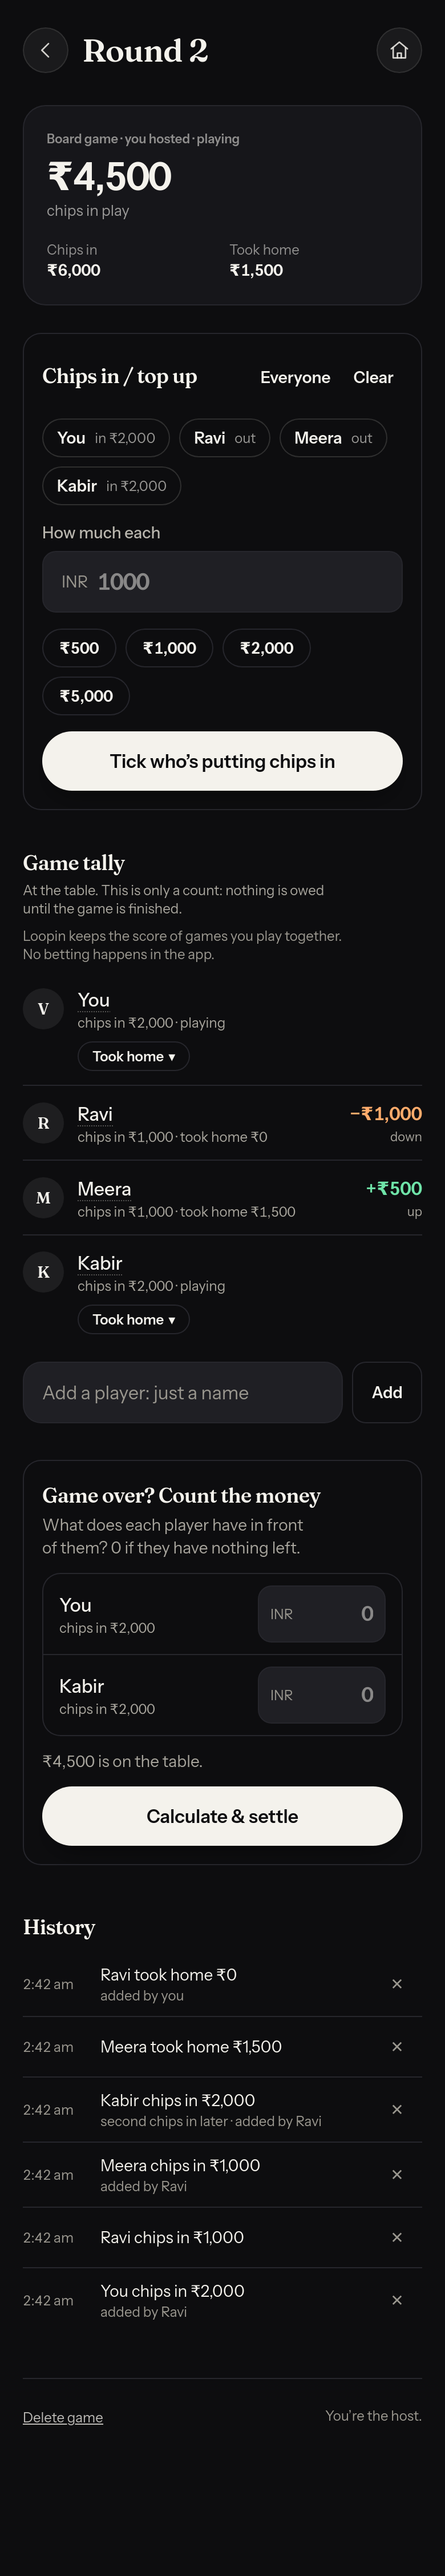 Round 2
Board game · you hosted · playing
₹4,500
chips in play
Chips in
Took home
₹6,000
₹1,500
Chips in / top up
Everyone
Clear
You in ₹2,000
Ravi out
Meera out
Kabir in ₹2,000
How much each
INR 1000
₹500
₹1,000
₹2,000
₹5,000
Tick who’s putting chips in
Game tally
At the table. This is only a count: nothing is owed
until the game is finished.
Loopin keeps the score of games you play together.
No betting happens in the app.
V
You
chips in ₹2,000 · playing
Took home ▾
R
Ravi
chips in ₹1,000 · took home ₹0
−₹1,000
down
M
Meera
chips in ₹1,000 · took home ₹1,500
+₹500
up
K
Kabir
chips in ₹2,000 · playing
Took home ▾
Add a player: just a name
Add
Game over? Count the money
What does each player have in front
of them? 0 if they have nothing left.
You
chips in ₹2,000
INR 0
Kabir
chips in ₹2,000
INR 0
₹4,500 is on the table.
Calculate & settle
History
2:42 am
Ravi took home ₹0
added by you
×
2:42 am
Meera took home ₹1,500
×
2:42 am
Kabir chips in ₹2,000
second chips in later · added by Ravi
×
2:42 am
Meera chips in ₹1,000
added by Ravi
×
2:42 am
Ravi chips in ₹1,000
×
2:42 am
You chips in ₹2,000
added by Ravi
×
Delete game
You’re the host.